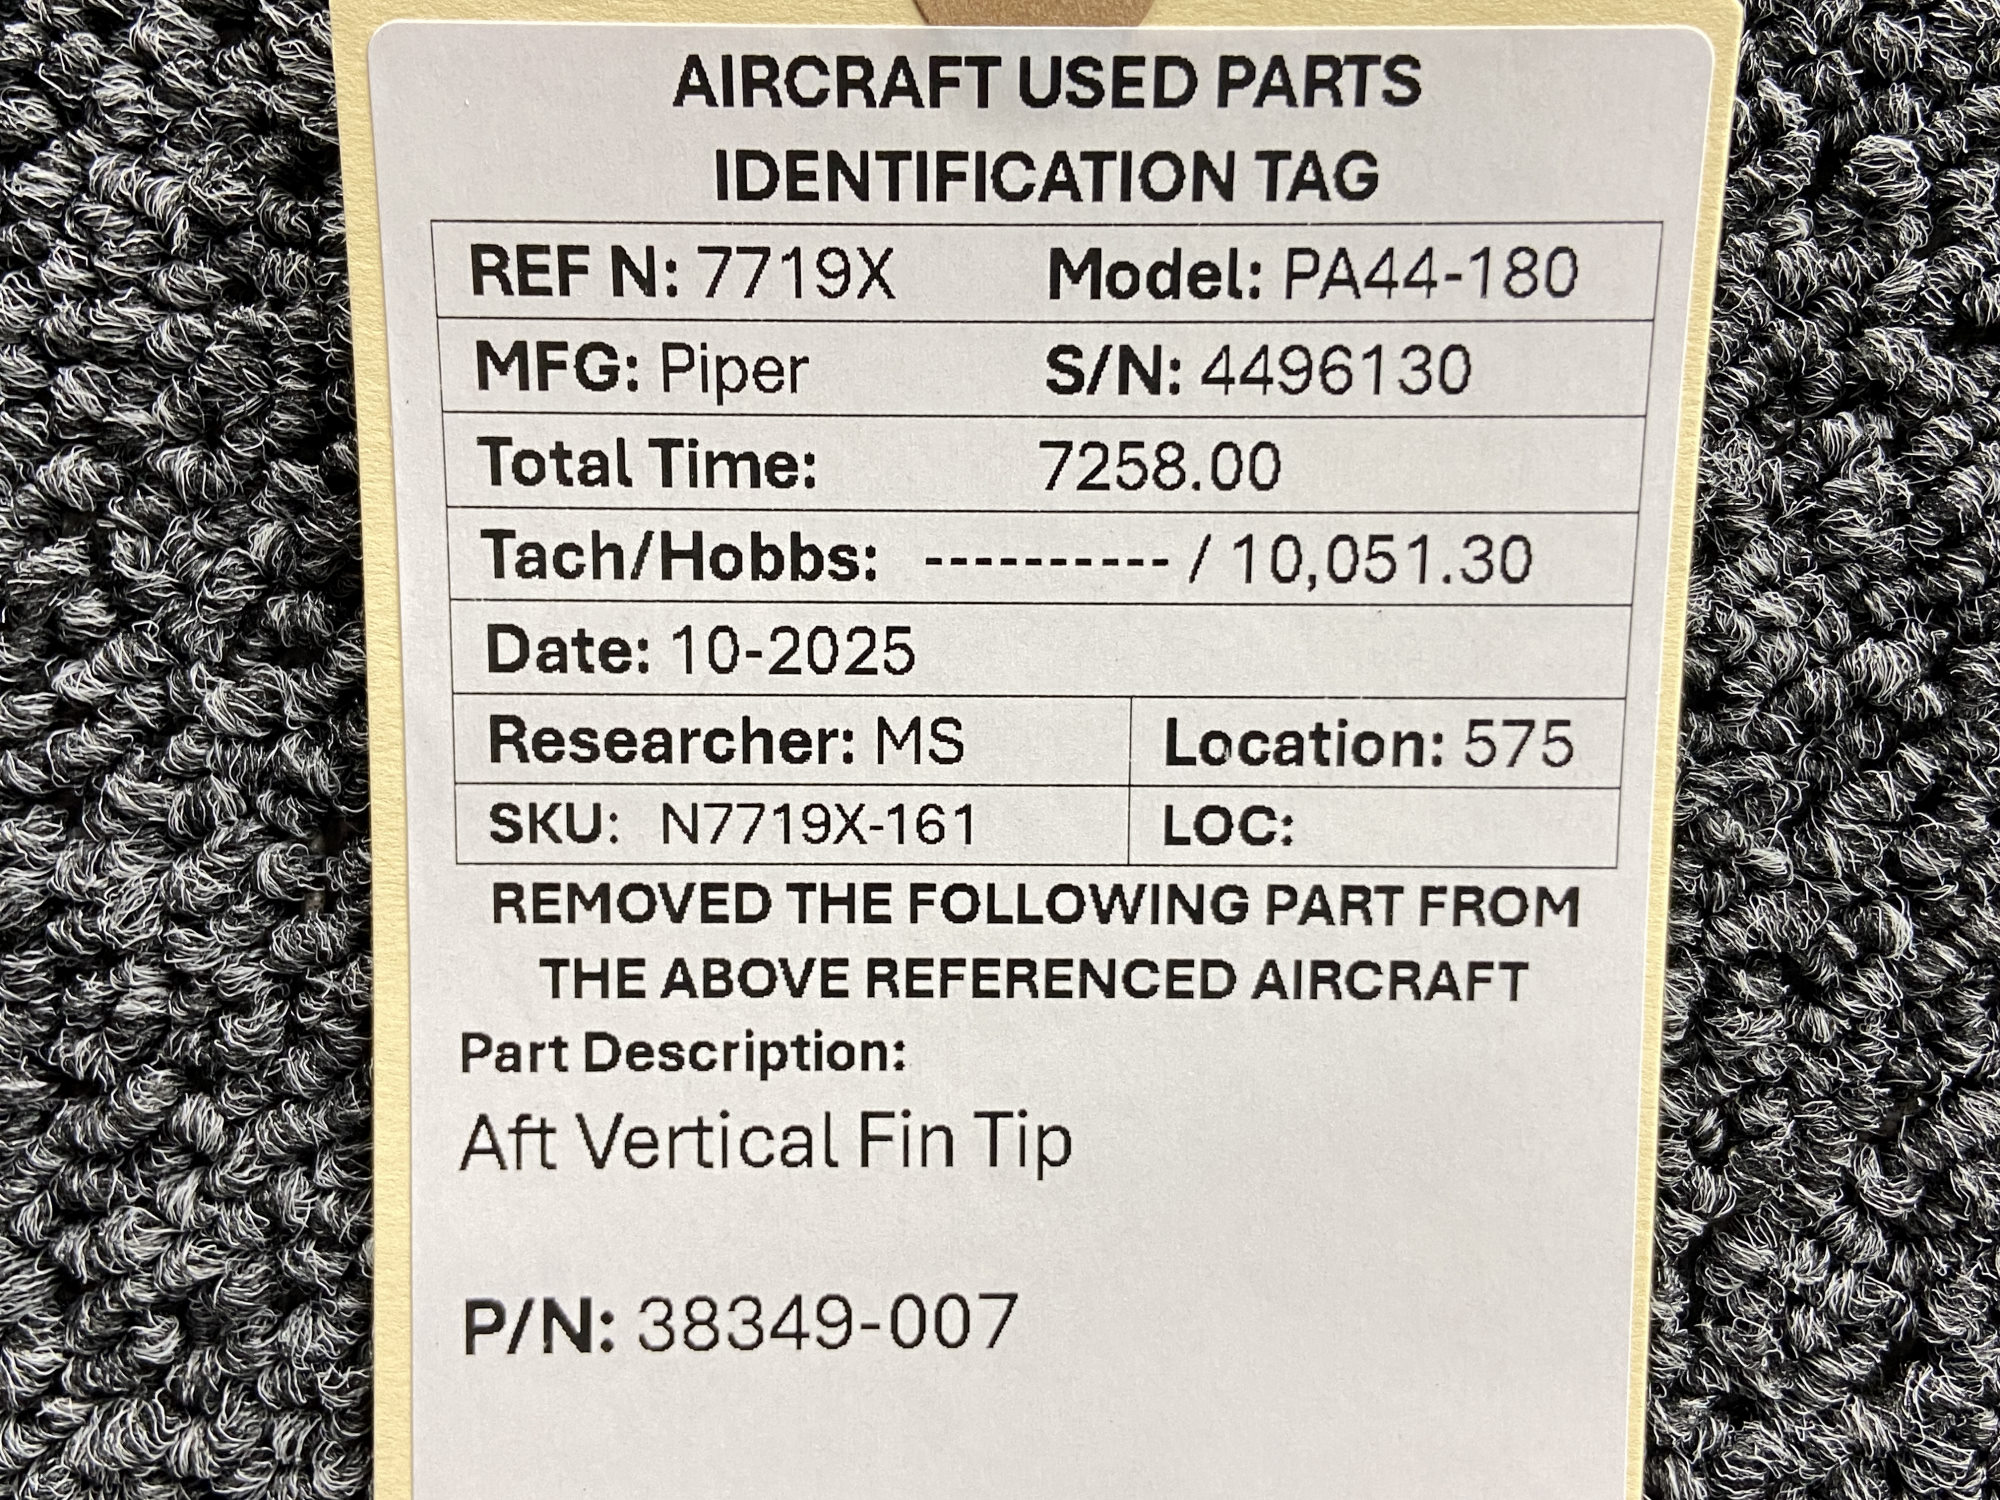 AIRCRAFT USED PARTS
IDENTIFICATION TAG
REF N: 7719X Model: PA44-180
MFG: Piper S/N: 4496130
Total Time: 7258.00
Tach/Hobbs: ---------- / 10,051.30
Date: 10-2025
Researcher: MS Location: 575
SKU: N7719X-161 LOC:
REMOVED THE FOLLOWING PART FROM
THE ABOVE REFERENCED AIRCRAFT
Part Description:
Aft Vertical Fin Tip
P/N: 38349-007